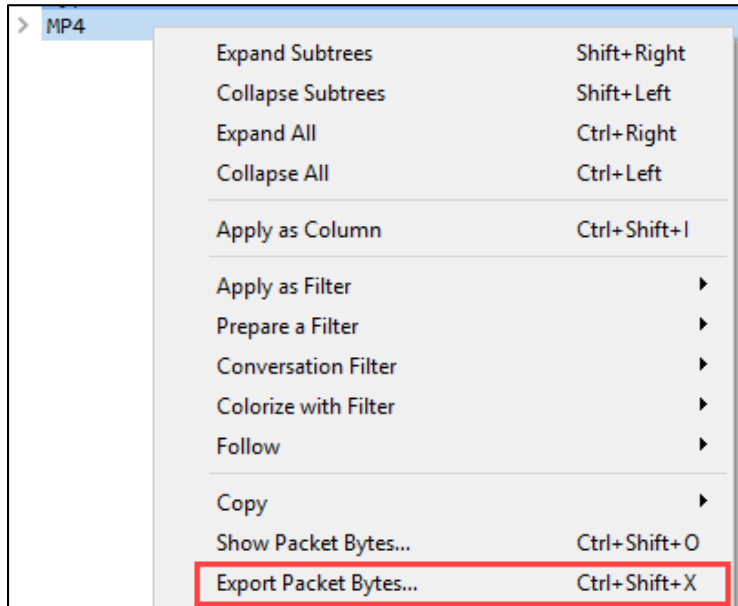 MP4
Expand Subtrees Shift+Right
Collapse Subtrees Shift+Left
Expand All Ctrl+Right
Collapse All Ctrl+Left
Apply as Column Ctrl+Shift+I
Apply as Filter
Prepare a Filter
Conversation Filter
Colorize with Filter
Follow
Copy
Show Packet Bytes... Ctrl+Shift+O
Export Packet Bytes... Ctrl+Shift+X